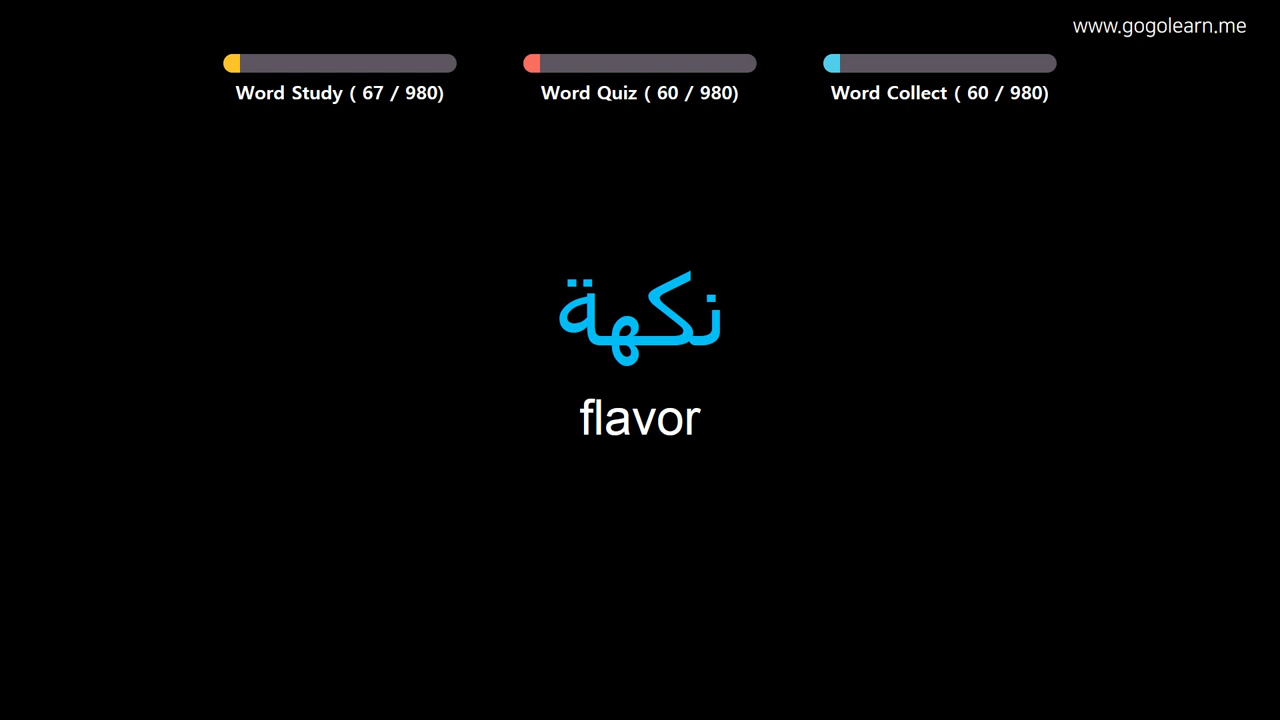 www.gogolearn.me
Word Study ( 67 / 980)
Word Quiz ( 60 / 980)
Word Collect ( 60 / 980)
نكهة
flavor